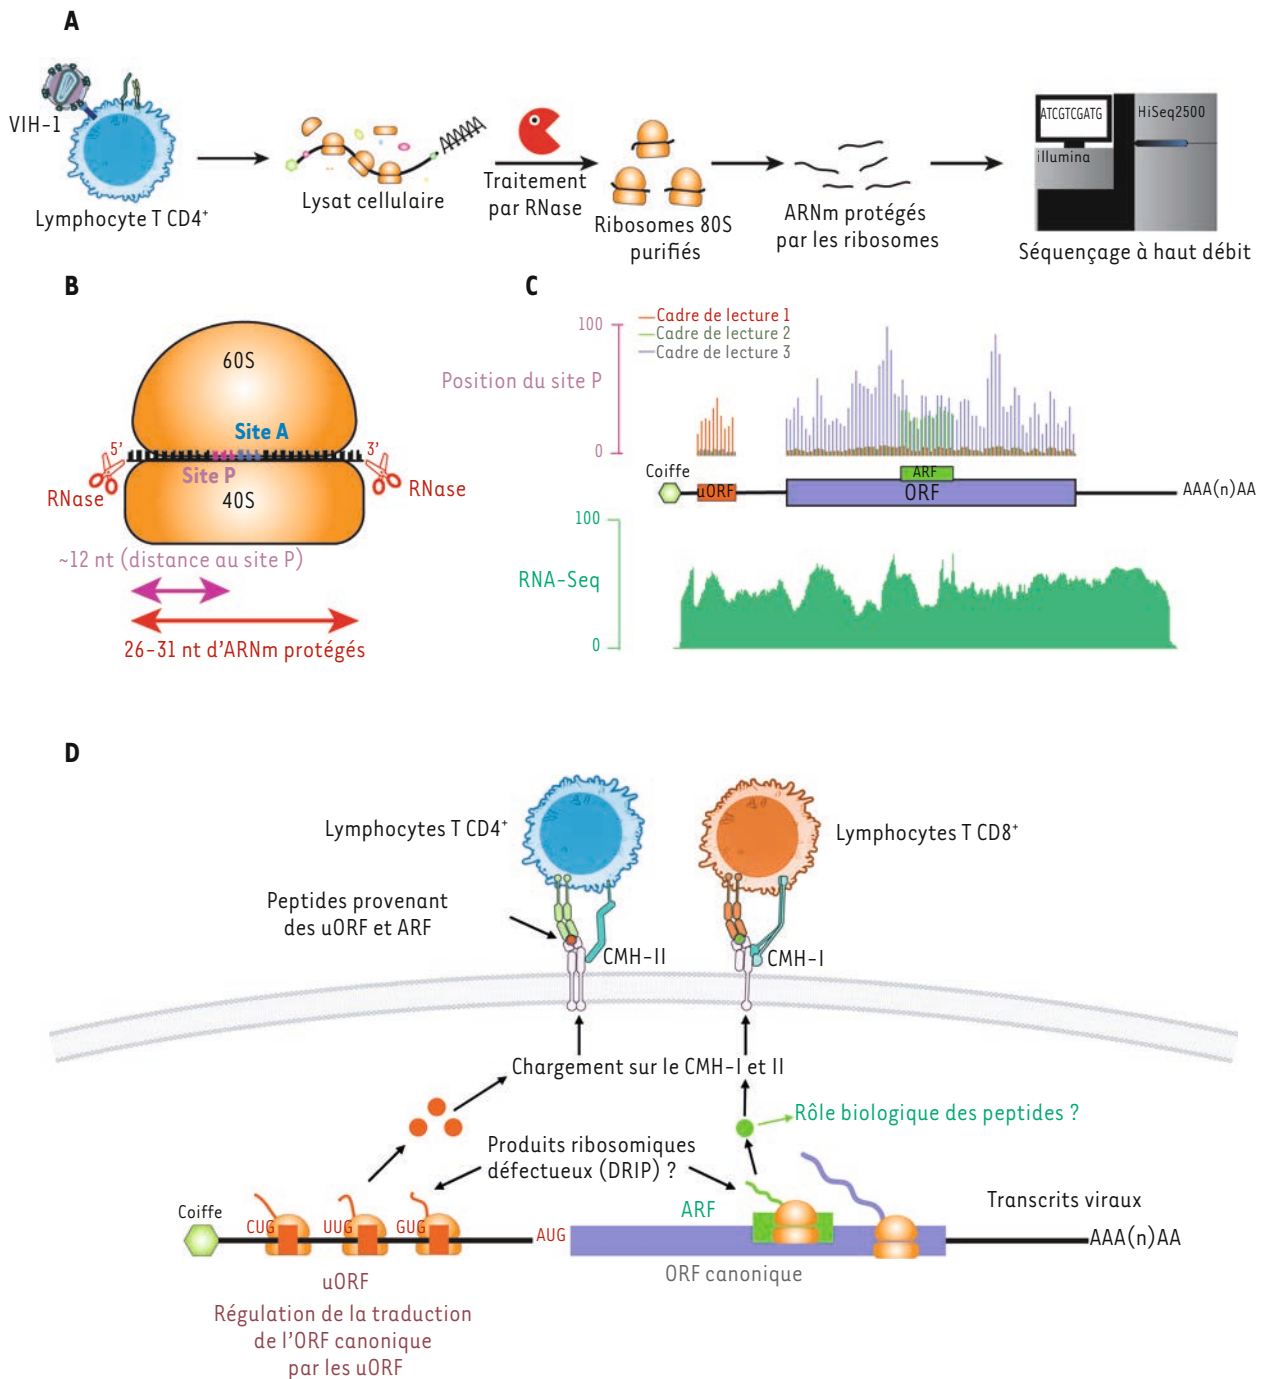 A
VIH-1
Lymphocyte T CD4+
Lysat cellulaire
AAAAAA
Traitement
par RNase
Ribosomes 80S
purifiés
ARNm protégés
par les ribosomes
ATCGTCGATG
illumina
HiSeq2500
Séquençage à haut débit
B
60S
Site A
5'
3'
Site P
RNase
RNase
40S
~12 nt (distance au site P)
26-31 nt d'ARNm protégés
C
Cadre de lecture 1
Cadre de lecture 2
Cadre de lecture 3
100
Position du site P
0
Coiffe
uORF
ARF
ORF
AAA(n)AA
100
RNA-Seq
0
D
Lymphocytes T CD4+
Lymphocytes T CD8+
Peptides provenant
des uORF et ARF
CMH-II
CMH-I
Chargement sur le CMH-I et II
Rôle biologique des peptides ?
Produits ribosomiques
défectueux (DRIP) ?
Coiffe
CUG
UUG
GUG
AUG
ARF
Transcrits viraux
AAA(n)AA
uORF
ORF canonique
Régulation de la traduction
de l'ORF canonique
par les uORF